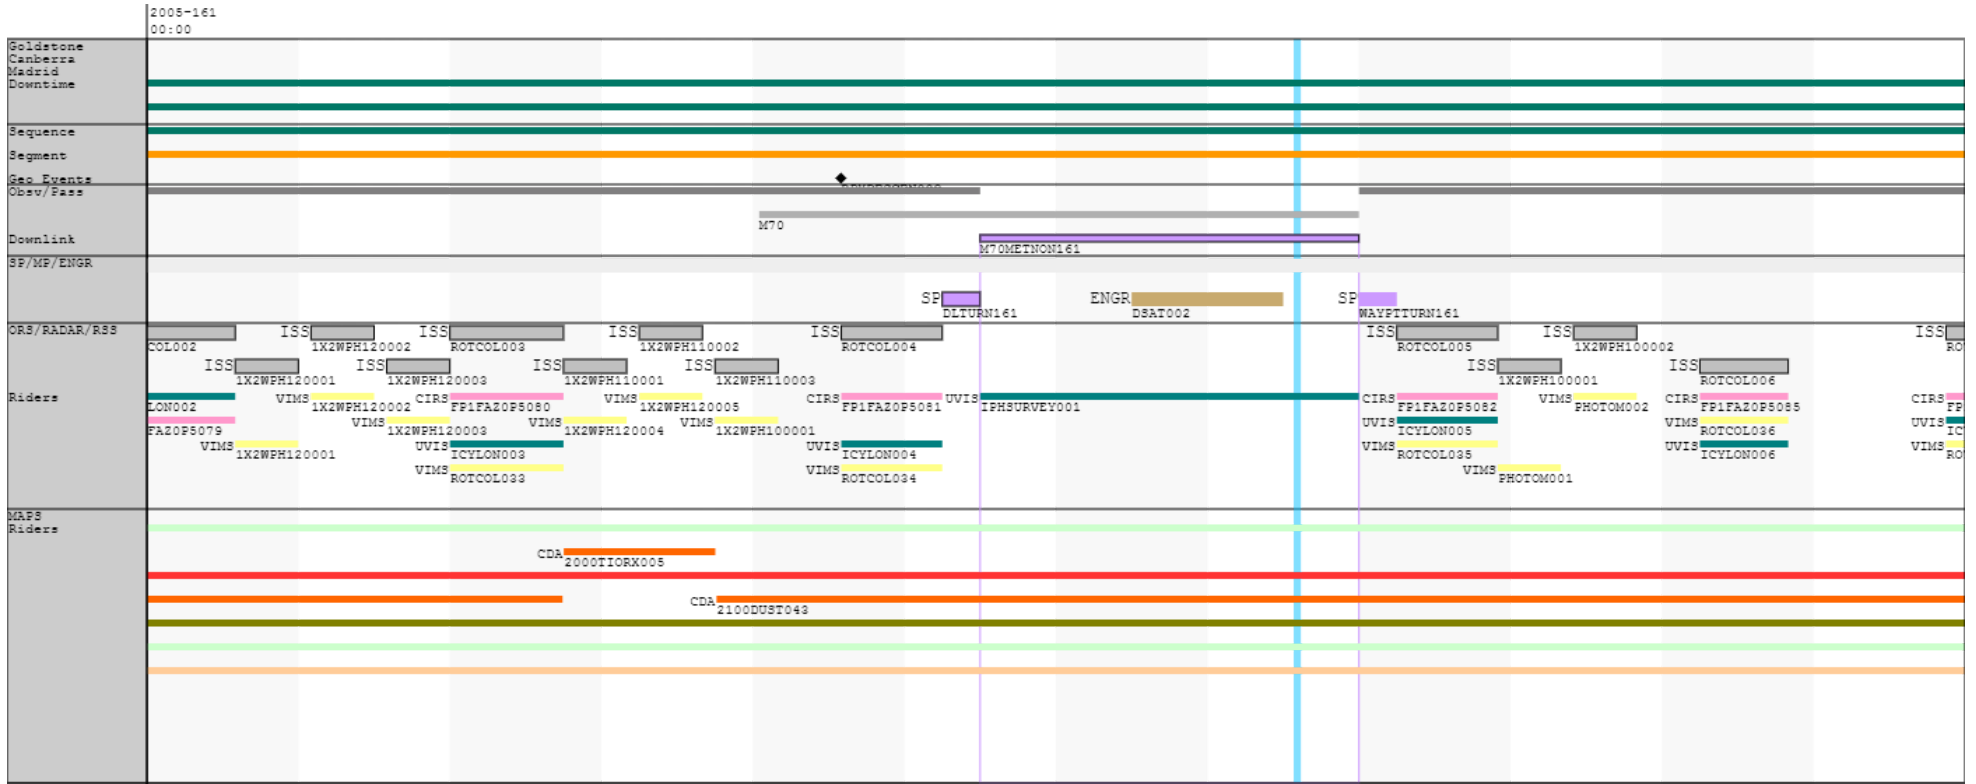 2005-161
00:00
Goldstone
Canberra
Madrid
Downtime
Sequence
Segment
Geo Events
Obsv/Pass
M70
Downlink
M70METNON161
SP/MP/ENGR
SP ENGR SP
DLTURN161 DSAT002 WAYPTTURN161
ORS/RADAR/RSS
ISS ISS ISS ISS ISS ISS ISS
COL002 1X2WPH120002 ROTCOL003 1X2WPH110002 ROTCOL004 ROTCOL005 1X2WPH100002 RO
ISS ISS ISS ISS ISS ISS
1X2WPH120001 1X2WPH120003 1X2WPH110001 1X2WPH110003 1X2WPH100001 ROTCOL006
Riders
VIMS CIRS VIMS CIRS UVIS CIRS VIMS CIRS CIRS
LON002 1X2WPH120002 FP1FAZ0P5080 1X2WPH120005 FP1FAZ0P5081 IPHSURVEY001 FP1FAZ0P5082 PHOTOM002 FP1FAZ0P5085 FP
VIMS VIMS VIMS UVIS VIMS UVIS
FAZ0P5079 1X2WPH120003 1X2WPH120004 1X2WPH100001 ICYLON005 ROTCOL036 IC
VIMS UVIS UVIS VIMS UVIS VIMS
1X2WPH120001 ICYLON003 ICYLON004 ROTCOL035 ICYLON006 RO
VIMS VIMS VIMS
ROTCOL033 ROTCOL034 PHOTOM001
MAPS
Riders
CDA
2000TIORX005
CDA
2100DUST043